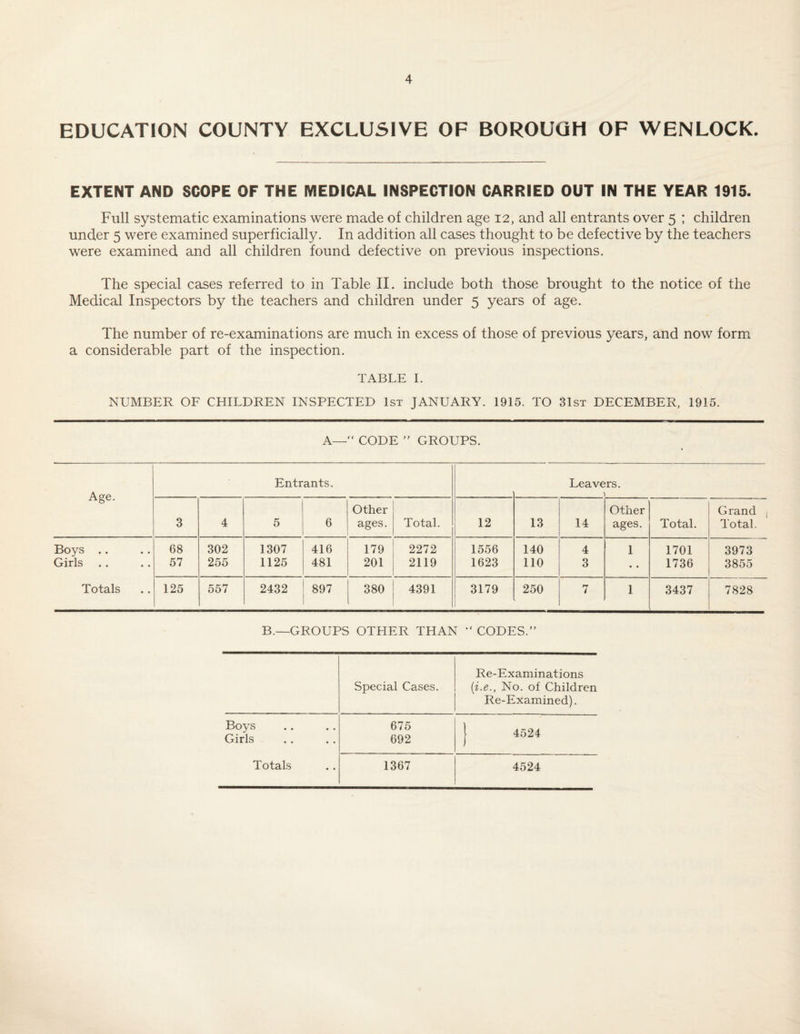 4
EDUCATION COUNTY EXCLUSIVE OF BOROUGH OF WENLOCK.
EXTENT AND SCOPE OF THE MEDICAL INSPECTION CARRIED OUT IN THE YEAR 1915.
Full systematic examinations were made of children age 12, and all entrants over 5 ; children
under 5 were examined superficially. In addition all cases thought to be defective by the teachers
were examined and all children found defective on previous inspections.
The special cases referred to in Table II. include both those brought to the notice of the
Medical Inspectors by the teachers and children under 5 years of age.
The number of re-examinations are much in excess of those of previous years, and now form
a considerable part of the inspection.
TABLE I.
NUMBER OF CHILDREN INSPECTED 1ST JANUARY. 1915. TO 31ST DECEMBER, 1915.
A—" CODE " GROUPS.
Age. Entrants. Leavers.
3 4 5 6 Other ages. Total. 12 13 14 Other ages. Total. Grand Total.
Boys .. .. 68 302 1307 416 179 2272 1556 140 4 1 1701 3973
Girls .. .. 57 255 1125 481 201 2119 1623 110 3 .. 1736 3855
Totals .. 125 557 2432 897 380 4391 3179 250 7 1 3437 7828
B.—GROUPS OTHER THAN " CODES."
Special Cases. Re-Examinations (i.e., No. of Children Re-Examined).
Boys .. .. 675 } 4524
Girls .. .. 692
Totals .. 1367 4524